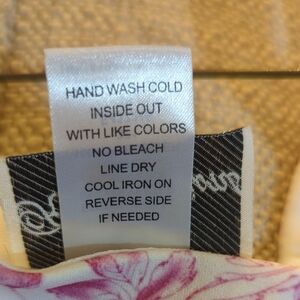 HAND WASH COLD
INSIDE OUT
WITH LIKE COLORS
NO BLEACH
LINE DRY
COOL IRON ON
REVERSE SIDE
IF NEEDED